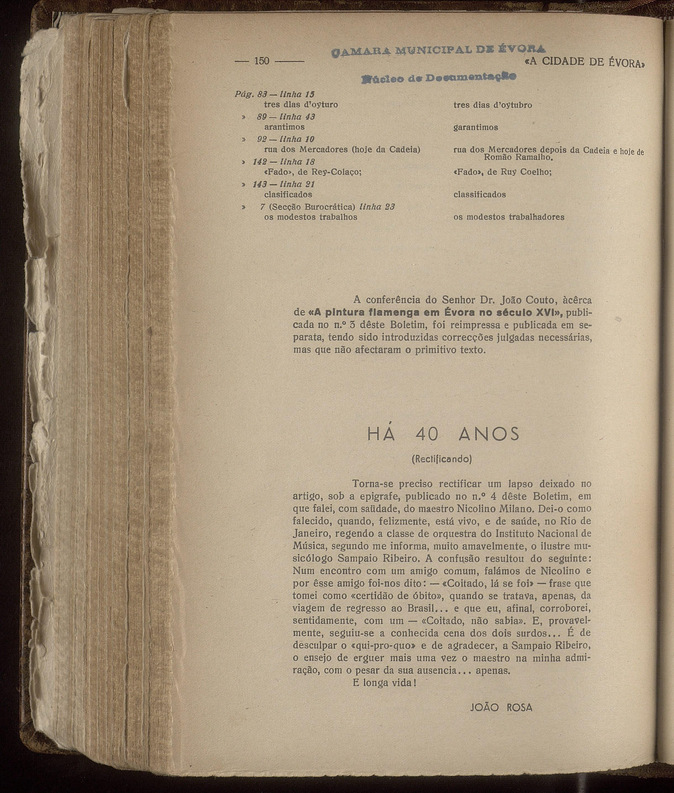 — 150 —
CAMARA MUNICIPAL DE ÉVORA
«A CIDADE DE ÉVORA»
Núcleo de Documentação
Pág. 83 — linha 15
tres dias d'oyturo tres dias d'oytubro
» 89 — linha 43
arantimos garantimos
» 92 — linha 10
rua dos Mercadores (hoje da Cadeia) rua dos Mercadores depois da Cadeia e hoje de
Romão Ramalho.
» 142 — linha 18
«Fado», de Rey-Colaço; «Fado», de Ruy Coelho;
» 143 — linha 21
clasificados classificados
» 7 (Secção Burocrática) linha 23
os modestos trabalhos os modestos trabalhadores
A conferência do Senhor Dr. João Couto, àcêrca
de «A pintura flamenga em Évora no século XVI», publi-
cada no n.º 3 dêste Boletim, foi reimpressa e publicada em se-
parata, tendo sido introduzidas correcções julgadas necessárias,
mas que não afectaram o primitivo texto.
HÁ 40 ANOS
(Rectificando)
Torna-se preciso rectificar um lapso deixado no
artigo, sob a epigrafe, publicado no n.º 4 dêste Boletim, em
que falei, com saüdade, do maestro Nicolino Milano. Dei-o como
falecido, quando, felizmente, está vivo, e de saúde, no Rio de
Janeiro, regendo a classe de orquestra do Instituto Nacional de
Música, segundo me informa, muito amavelmente, o ilustre mu-
sicólogo Sampaio Ribeiro. A confusão resultou do seguinte:
Num encontro com um amigo comum, falámos de Nicolino e
por êsse amigo foi-nos dito: — «Coitado, lá se foi» — frase que
tomei como «certidão de óbito», quando se tratava, apenas, da
viagem de regresso ao Brasil... e que eu, afinal, corroborei,
sentidamente, com um — «Coitado, não sabia». E, provavel-
mente, seguiu-se a conhecida cena dos dois surdos... É de
desculpar o «qui-pro-quo» e de agradecer, a Sampaio Ribeiro,
o ensejo de erguer mais uma vez o maestro na minha admi-
ração, com o pesar da sua ausencia... apenas.
E longa vida!
JOÃO ROSA